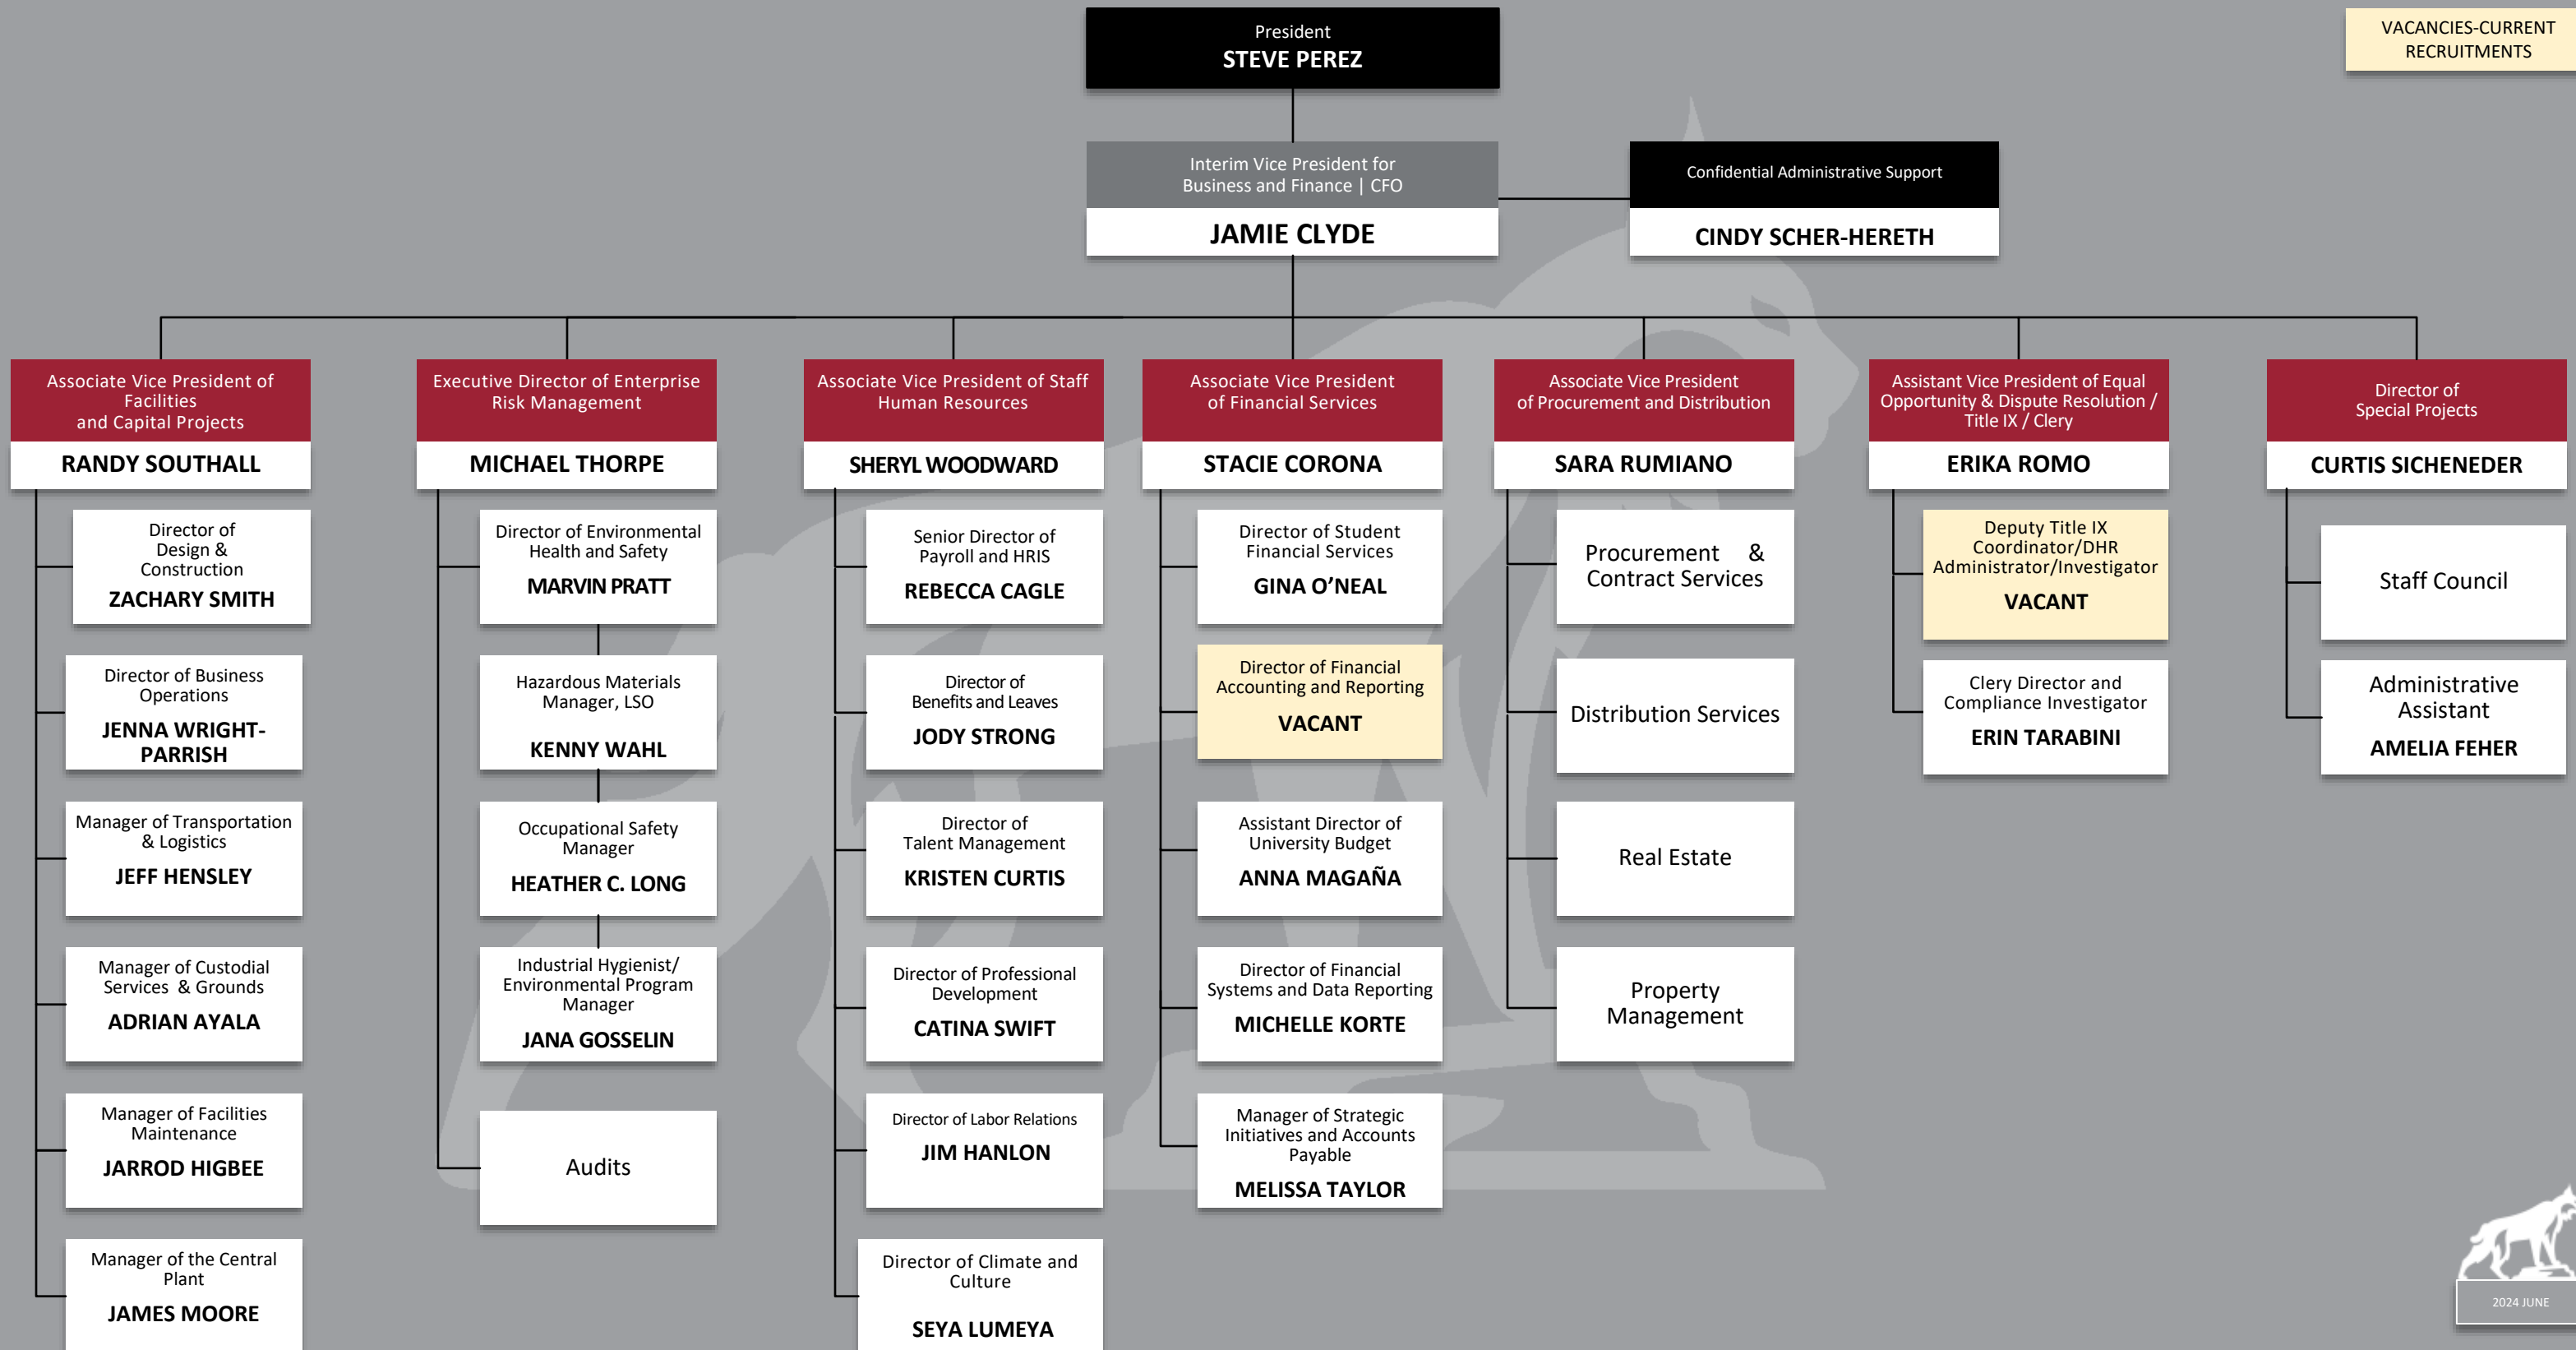 President
STEVE PEREZ
VACANCIES-CURRENT
RECRUITMENTS
Interim Vice President for
Business and Finance | CFO
JAMIE CLYDE
Confidential Administrative Support
CINDY SCHER-HERETH
Associate Vice President of
Facilities
and Capital Projects
RANDY SOUTHALL
Director of
Design &
Construction
ZACHARY SMITH
Director of Business
Operations
JENNA WRIGHT-
PARRISH
Manager of Transportation
& Logistics
JEFF HENSLEY
Manager of Custodial
Services & Grounds
ADRIAN AYALA
Manager of Facilities
Maintenance
JARROD HIGBEE
Manager of the Central
Plant
JAMES MOORE
Executive Director of Enterprise
Risk Management
MICHAEL THORPE
Director of Environmental
Health and Safety
MARVIN PRATT
Hazardous Materials
Manager, LSO
KENNY WAHL
Occupational Safety
Manager
HEATHER C. LONG
Industrial Hygienist/
Environmental Program
Manager
JANA GOSSELIN
Audits
Associate Vice President of Staff
Human Resources
SHERYL WOODWARD
Senior Director of
Payroll and HRIS
REBECCA CAGLE
Director of
Benefits and Leaves
JODY STRONG
Director of
Talent Management
KRISTEN CURTIS
Director of Professional
Development
CATINA SWIFT
Director of Labor Relations
JIM HANLON
Director of Climate and
Culture
SEYA LUMEYA
Associate Vice President
of Financial Services
STACIE CORONA
Director of Student
Financial Services
GINA O’NEAL
Director of Financial
Accounting and Reporting
VACANT
Assistant Director of
University Budget
ANNA MAGAÑA
Director of Financial
Systems and Data Reporting
MICHELLE KORTE
Manager of Strategic
Initiatives and Accounts
Payable
MELISSA TAYLOR
Associate Vice President
of Procurement and Distribution
SARA RUMIANO
Procurement &
Contract Services
Distribution Services
Real Estate
Property
Management
Assistant Vice President of Equal
Opportunity & Dispute Resolution /
Title IX / Clery
ERIKA ROMO
Deputy Title IX
Coordinator/DHR
Administrator/Investigator
VACANT
Clery Director and
Compliance Investigator
ERIN TARABINI
Director of
Special Projects
CURTIS SICHENEDER
Staff Council
Administrative
Assistant
AMELIA FEHER
2024 JUNE